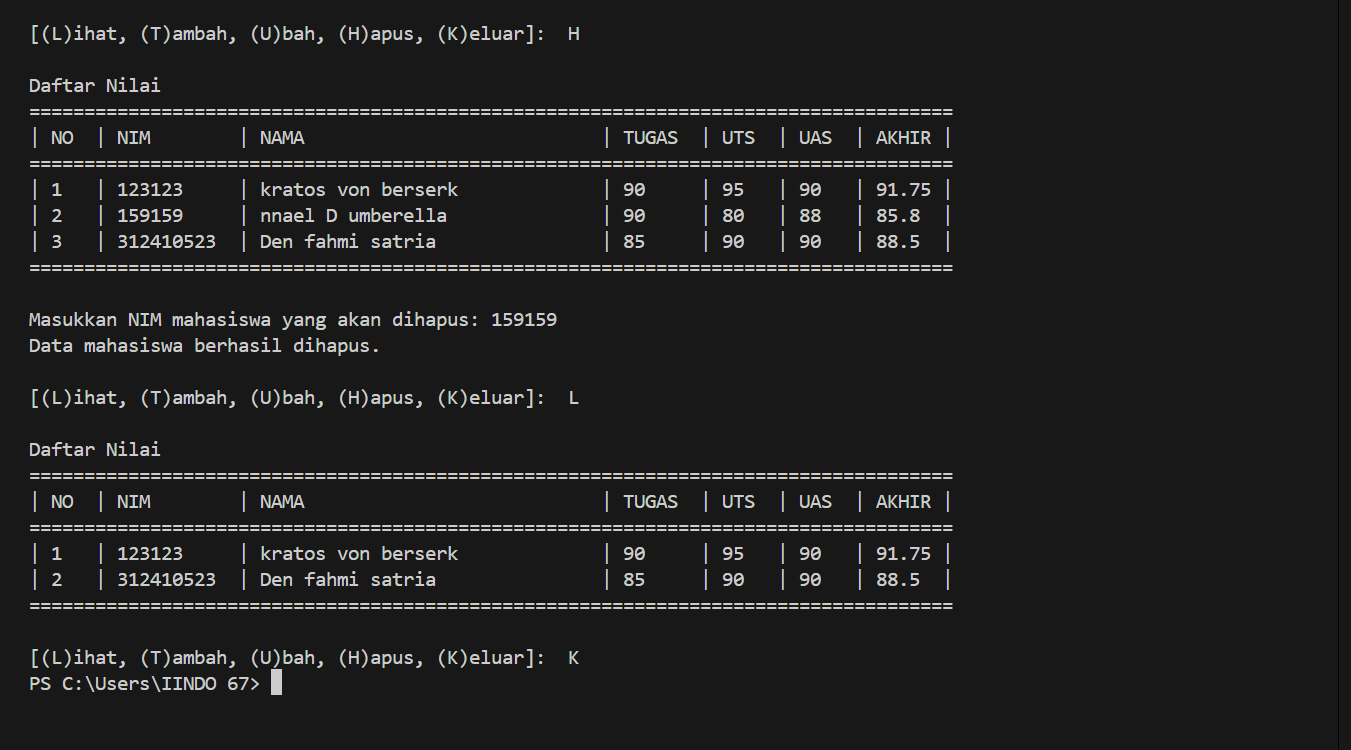 [(L)ihat, (T)ambah, (U)bah, (H)apus, (K)eluar]:  H
Daftar Nilai
====================================================================================
| NO  | NIM        | NAMA                           | TUGAS  | UTS  | UAS  | AKHIR |
====================================================================================
| 1   | 123123     | kratos von berserk             | 90     | 95   | 90   | 91.75 |
| 2   | 159159     | nnael D umberella              | 90     | 80   | 88   | 85.8  |
| 3   | 312410523  | Den fahmi satria               | 85     | 90   | 90   | 88.5  |
====================================================================================
Masukkan NIM mahasiswa yang akan dihapus: 159159
Data mahasiswa berhasil dihapus.
[(L)ihat, (T)ambah, (U)bah, (H)apus, (K)eluar]:  L
Daftar Nilai
====================================================================================
| NO  | NIM        | NAMA                           | TUGAS  | UTS  | UAS  | AKHIR |
====================================================================================
| 1   | 123123     | kratos von berserk             | 90     | 95   | 90   | 91.75 |
| 2   | 312410523  | Den fahmi satria               | 85     | 90   | 90   | 88.5  |
====================================================================================
[(L)ihat, (T)ambah, (U)bah, (H)apus, (K)eluar]:  K
PS C:\Users\IINDO 67>